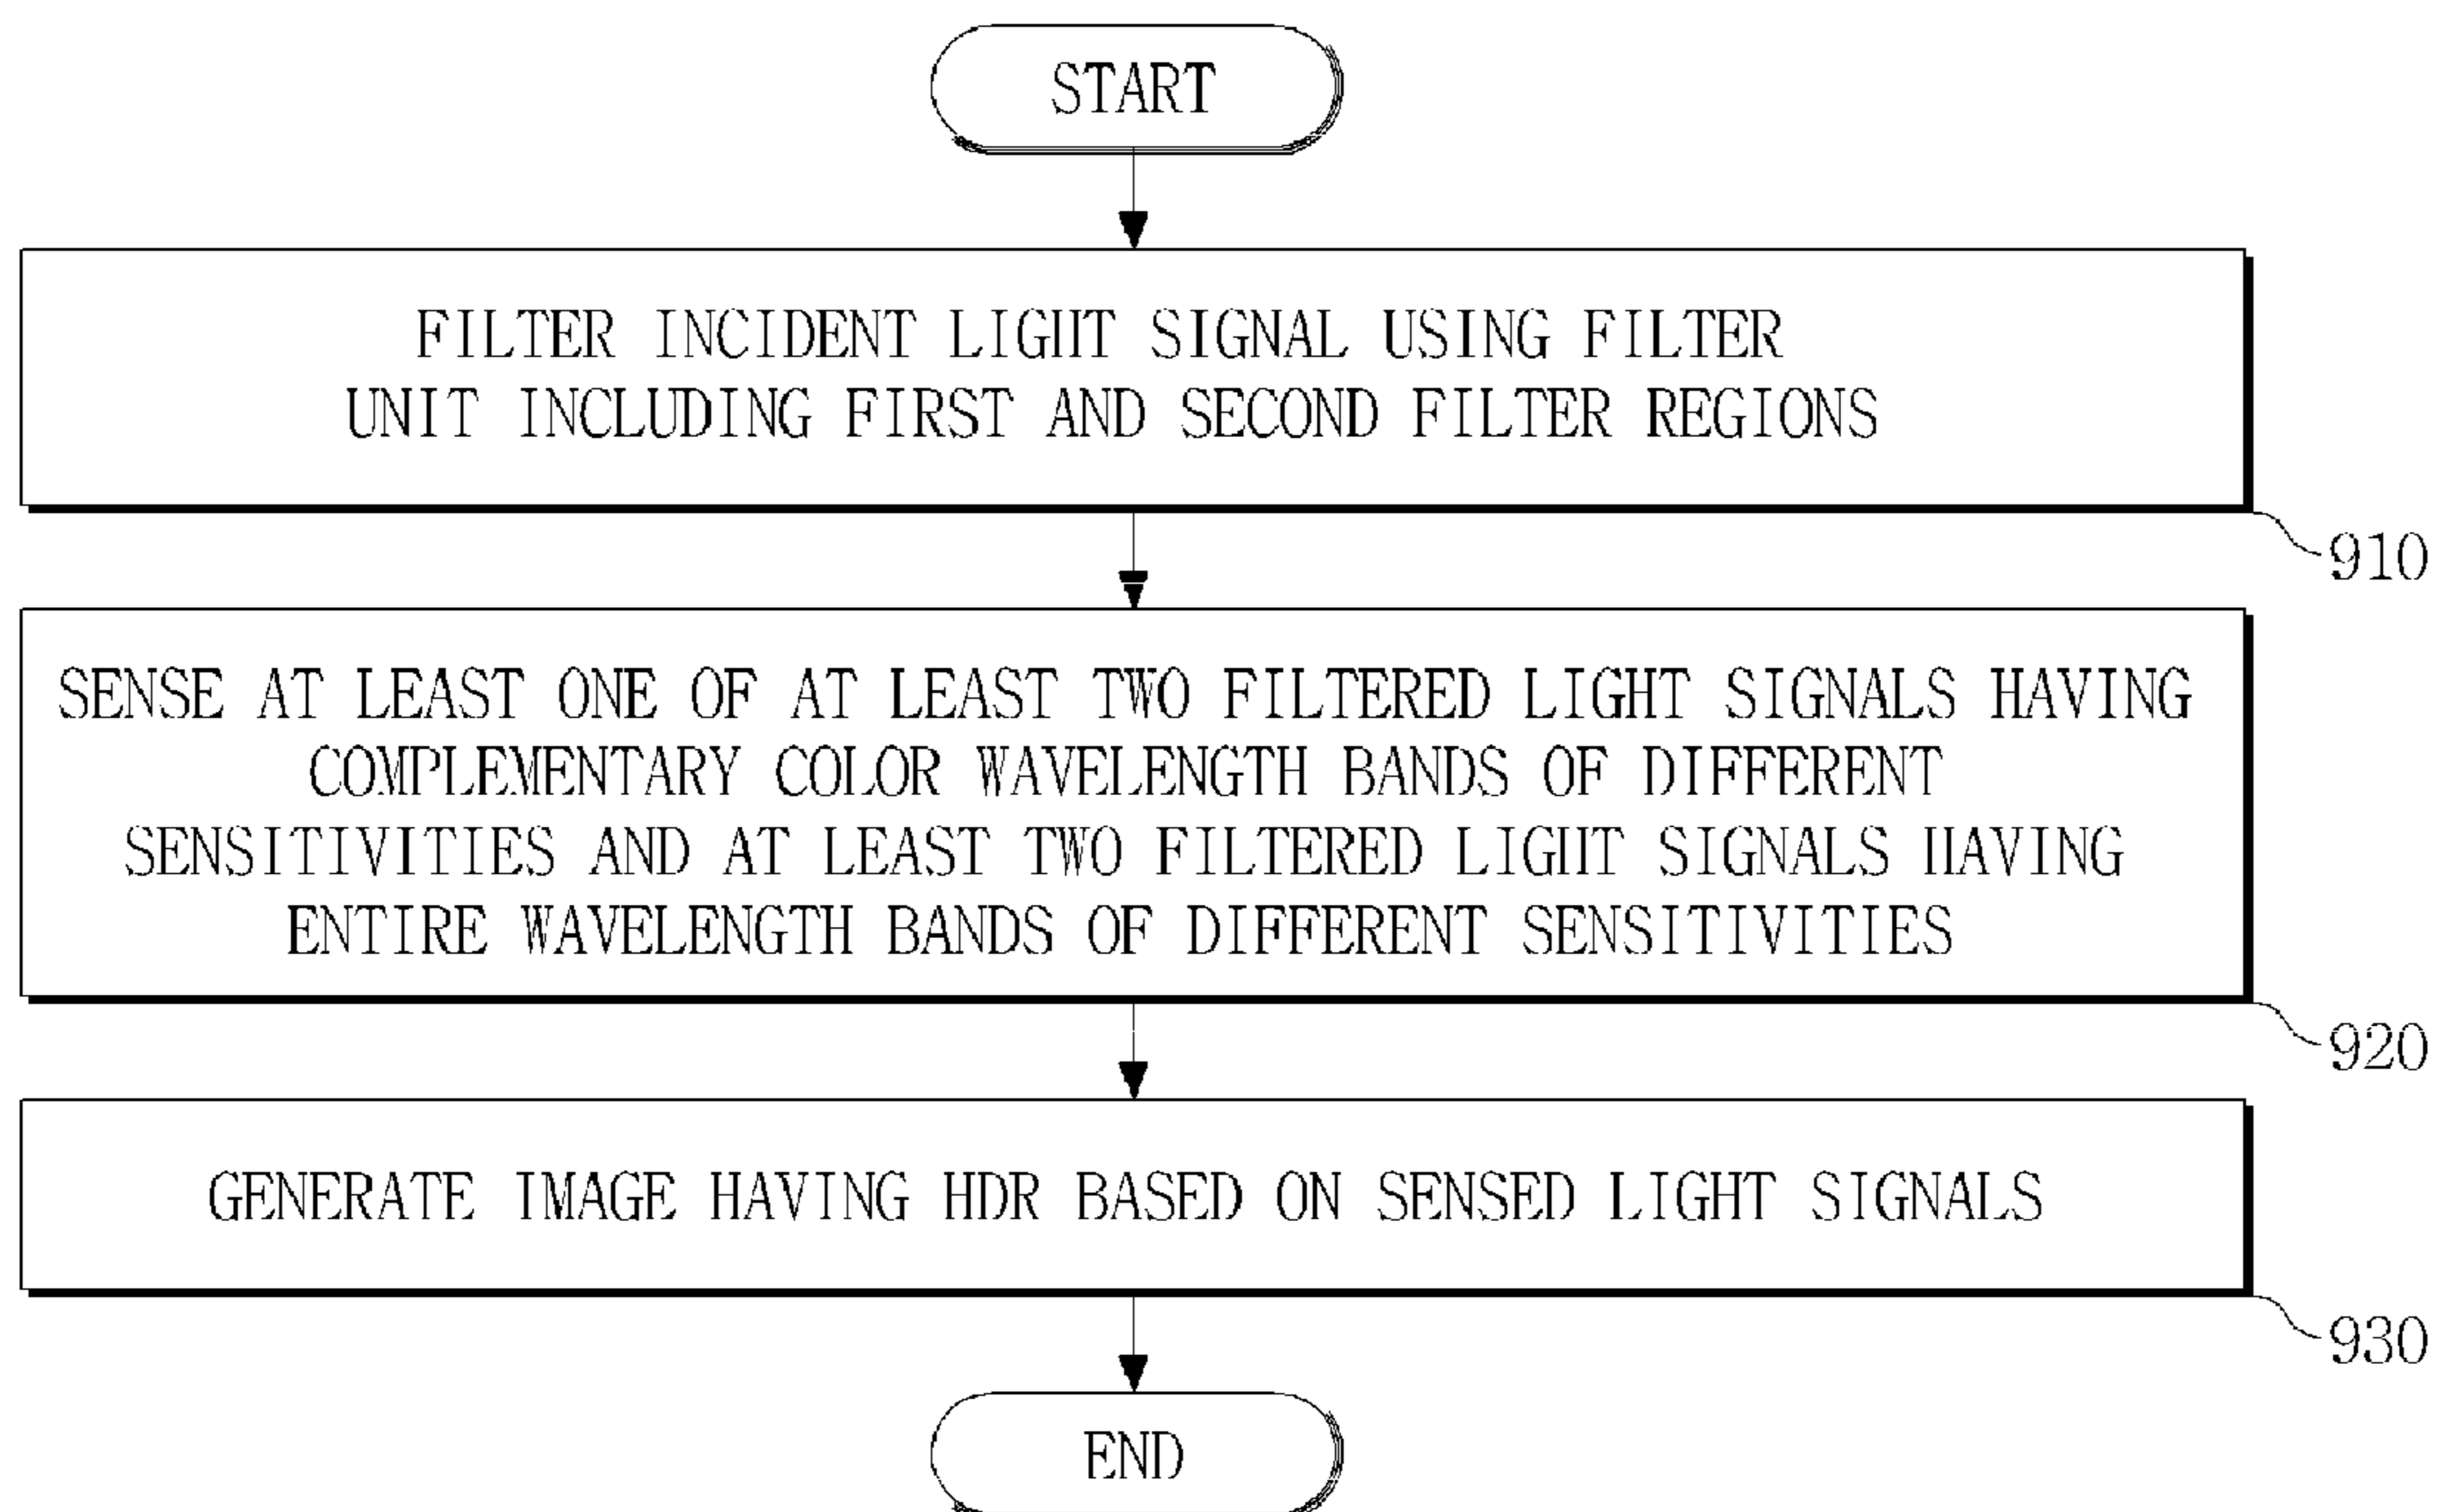 START
FILTER INCIDENT LIGHT SIGNAL USING FILTER
UNIT INCLUDING FIRST AND SECOND FILTER REGIONS
910
SENSE AT LEAST ONE OF AT LEAST TWO FILTERED LIGHT SIGNALS HAVING
COMPLEMENTARY COLOR WAVELENGTH BANDS OF DIFFERENT
SENSITIVITIES AND AT LEAST TWO FILTERED LIGHT SIGNALS HAVING
ENTIRE WAVELENGTH BANDS OF DIFFERENT SENSITIVITIES
920
GENERATE IMAGE HAVING HDR BASED ON SENSED LIGHT SIGNALS
930
END